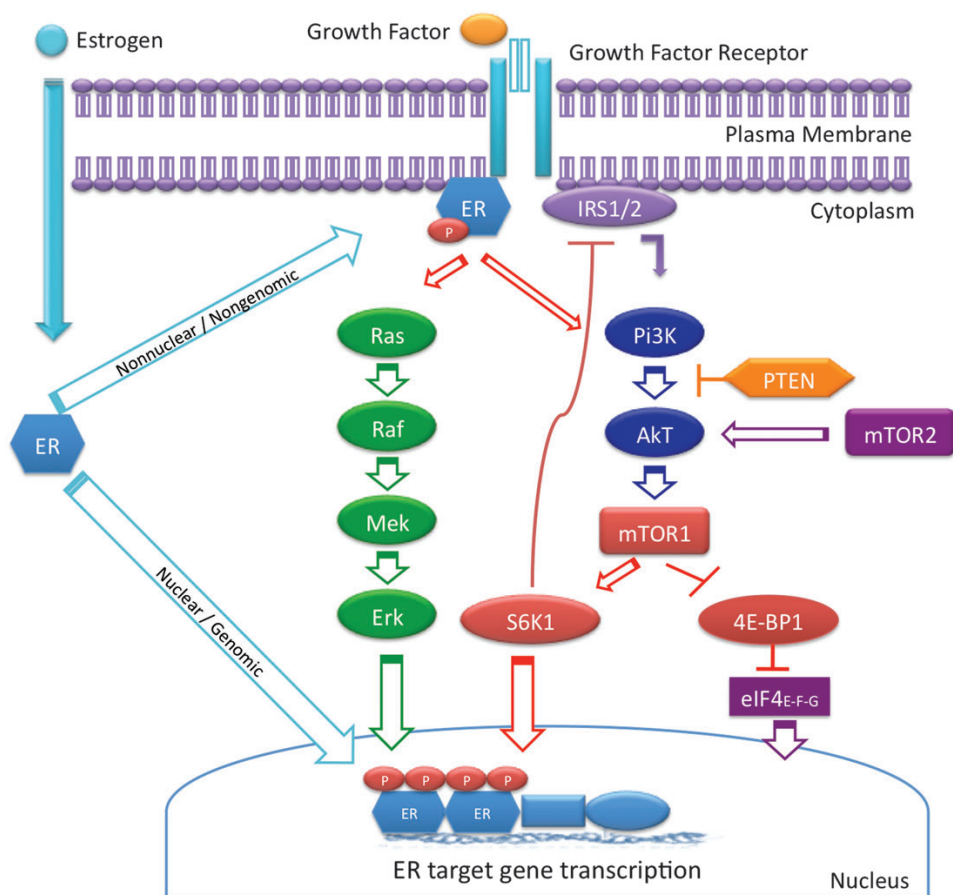 Estrogen
Growth Factor
Growth Factor Receptor
Plasma Membrane
Cytoplasm
ER
P
IRS1/2
Nonnuclear / Nongenomic
Ras
Pi3K
PTEN
ER
Raf
AkT
mTOR2
Mek
mTOR1
Nuclear / Genomic
Erk
S6K1
4E-BP1
eIF4E-F-G
P P P P
ER ER
ER target gene transcription
Nucleus